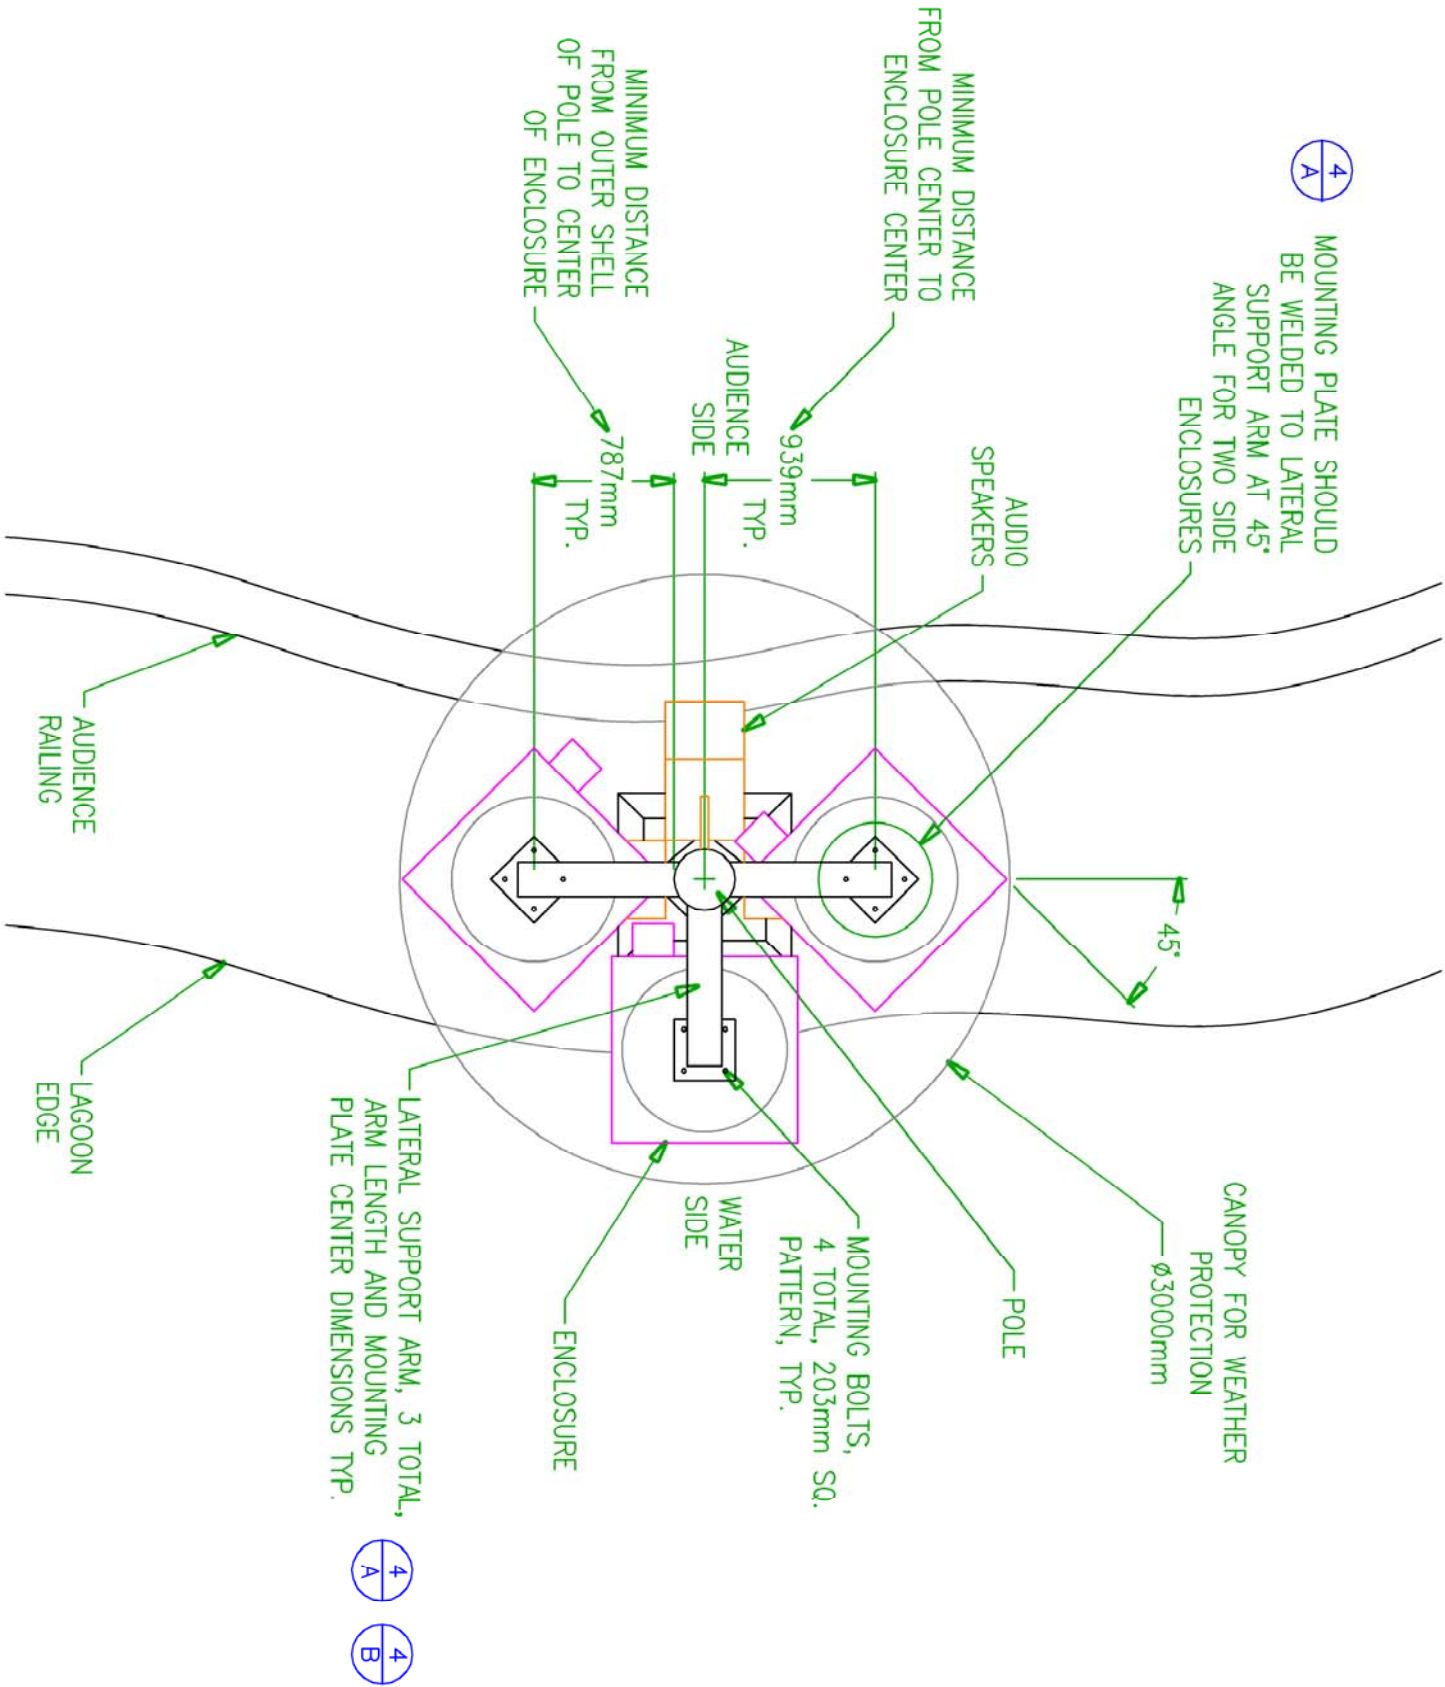 4
A
MOUNTING PLATE SHOULD
BE WELDED TO LATERAL
SUPPORT ARM AT 45°
ANGLE FOR TWO SIDE
ENCLOSURES
MINIMUM DISTANCE
FROM POLE CENTER TO
ENCLOSURE CENTER
MINIMUM DISTANCE
FROM OUTER SHELL
OF POLE TO CENTER
OF ENCLOSURE
AUDIO
SPEAKERS
AUDIENCE
SIDE
939mm
TYP.
787mm
TYP.
45°
AUDIENCE
RAILING
LAGOON
EDGE
CANOPY FOR WEATHER
PROTECTION
Ø3000mm
POLE
MOUNTING BOLTS,
4 TOTAL, 203mm SQ.
PATTERN, TYP.
WATER
SIDE
ENCLOSURE
LATERAL SUPPORT ARM, 3 TOTAL,
ARM LENGTH AND MOUNTING
PLATE CENTER DIMENSIONS TYP.
4
A
4
B